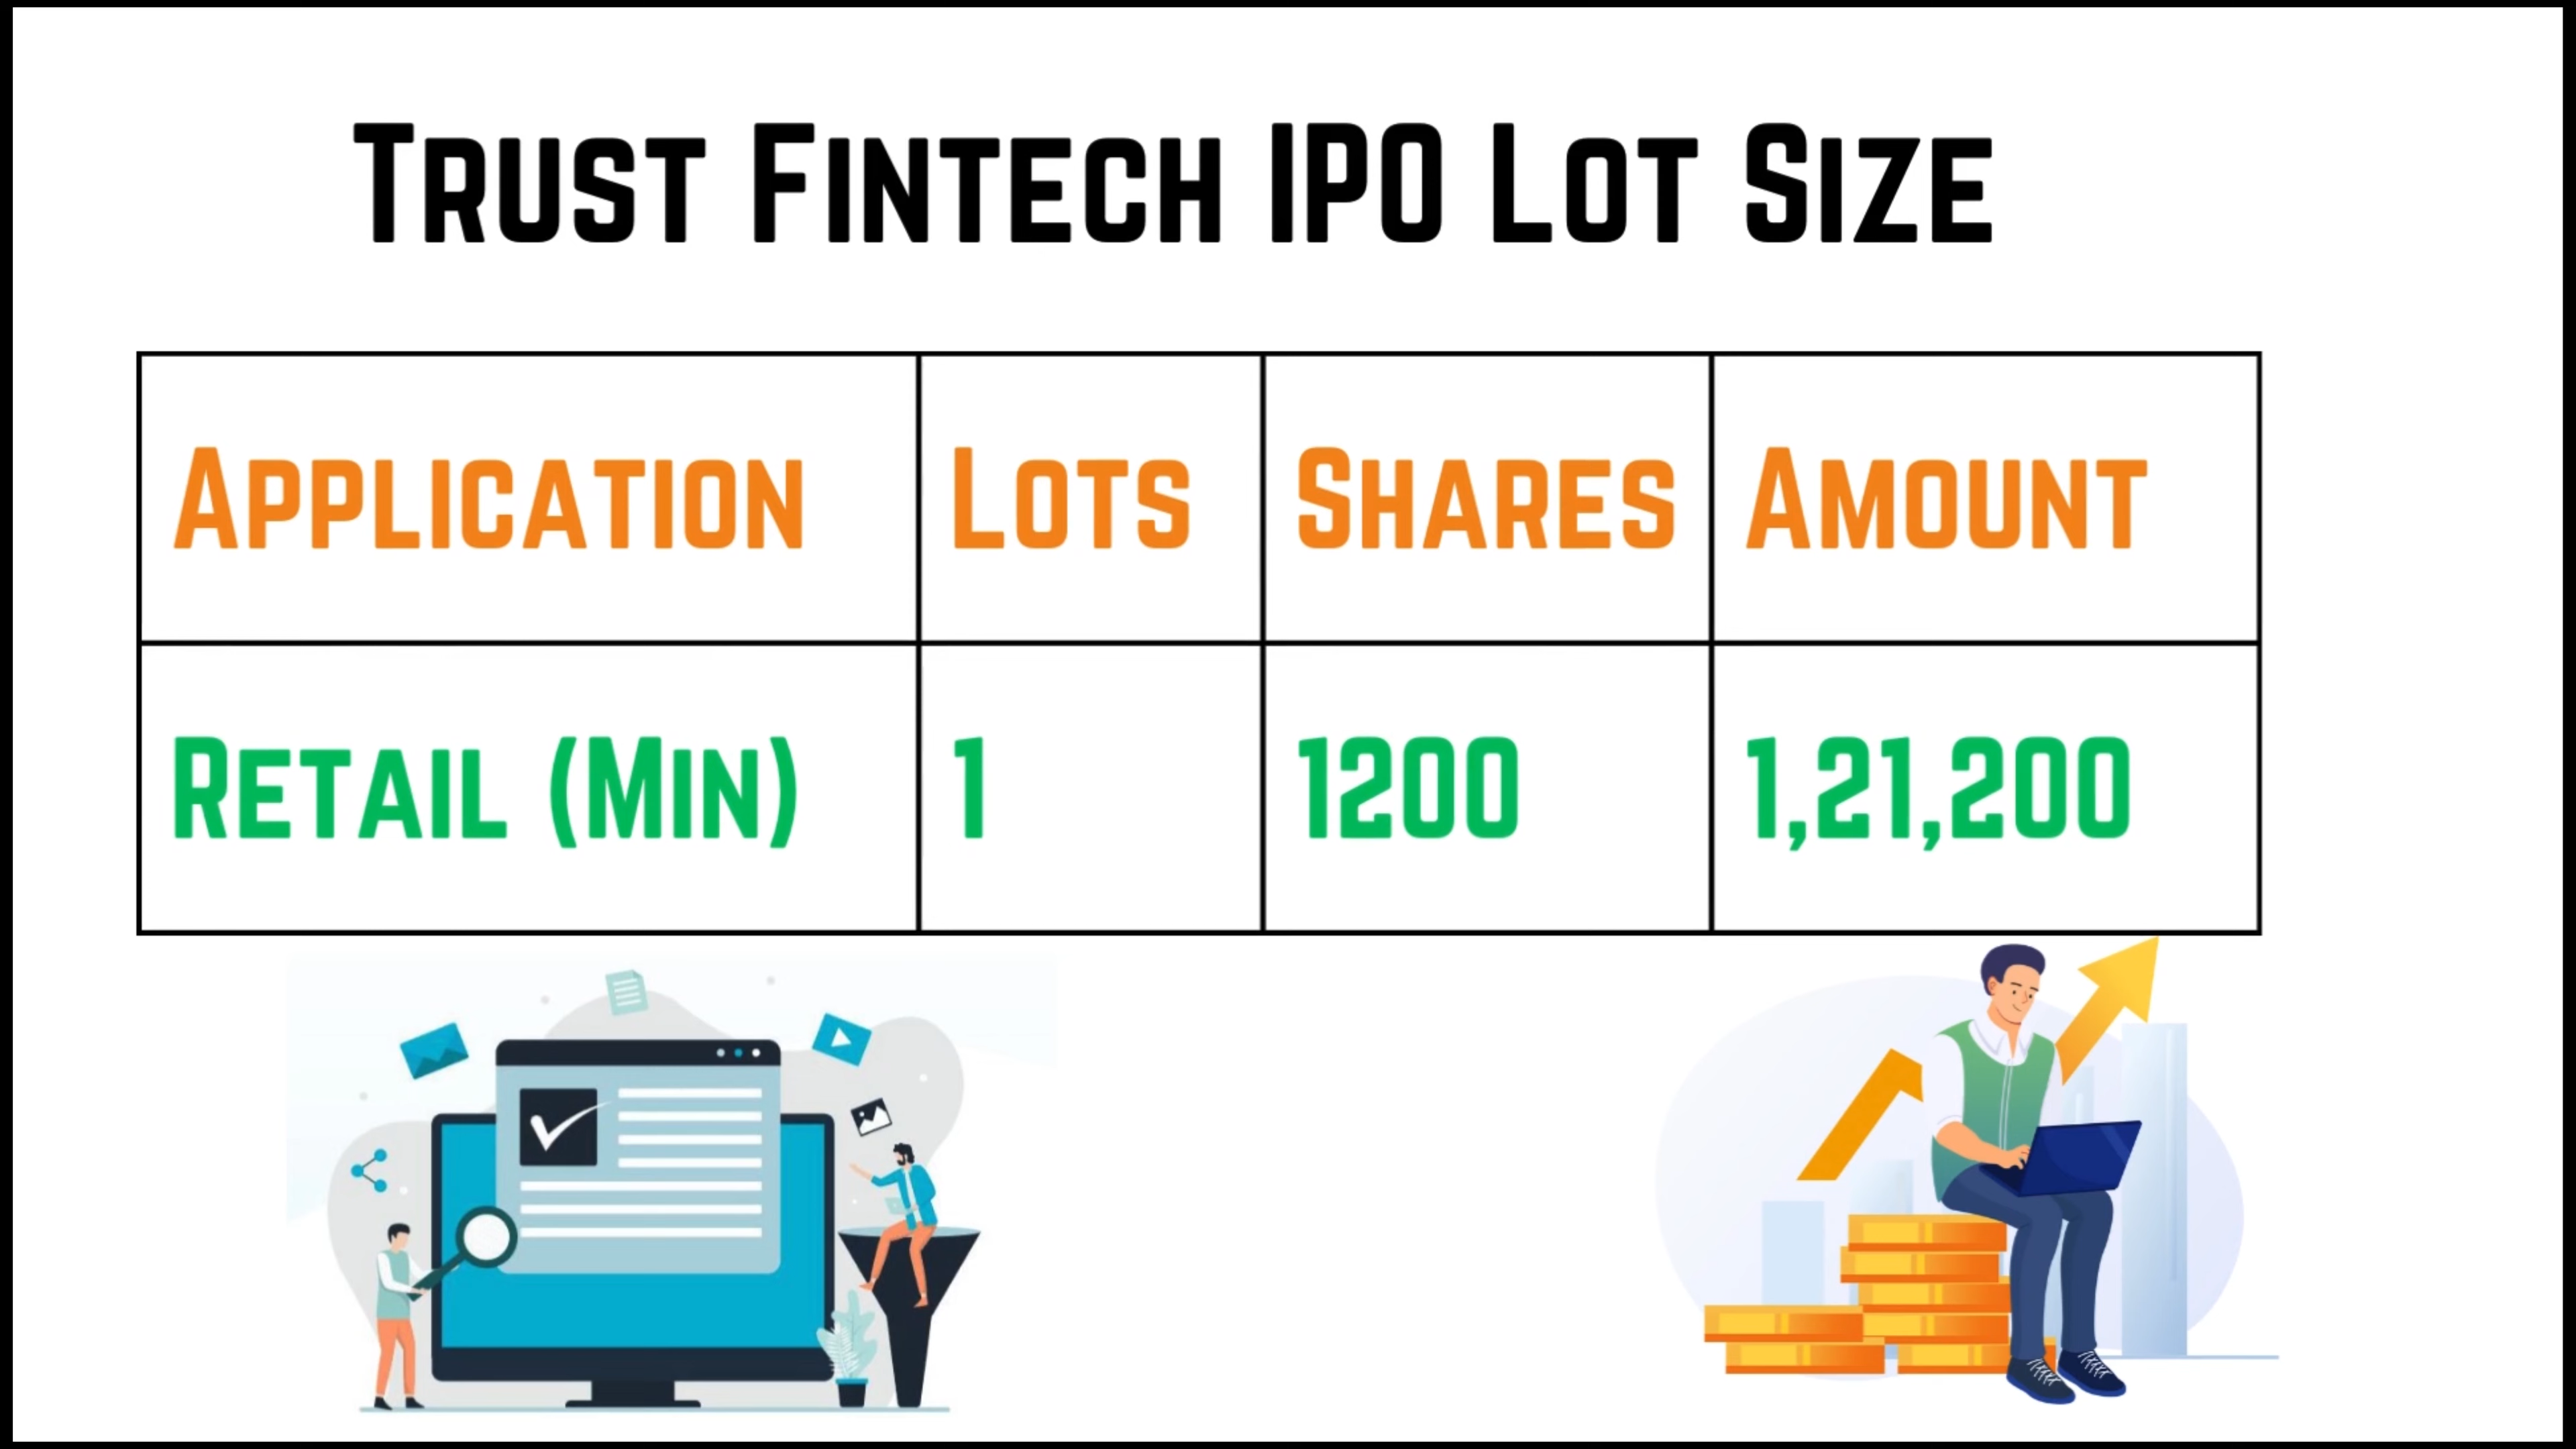 Trust Fintech IPO Lot Size
Application Lots Shares Amount
Retail (Min) 1 1200 1,21,200